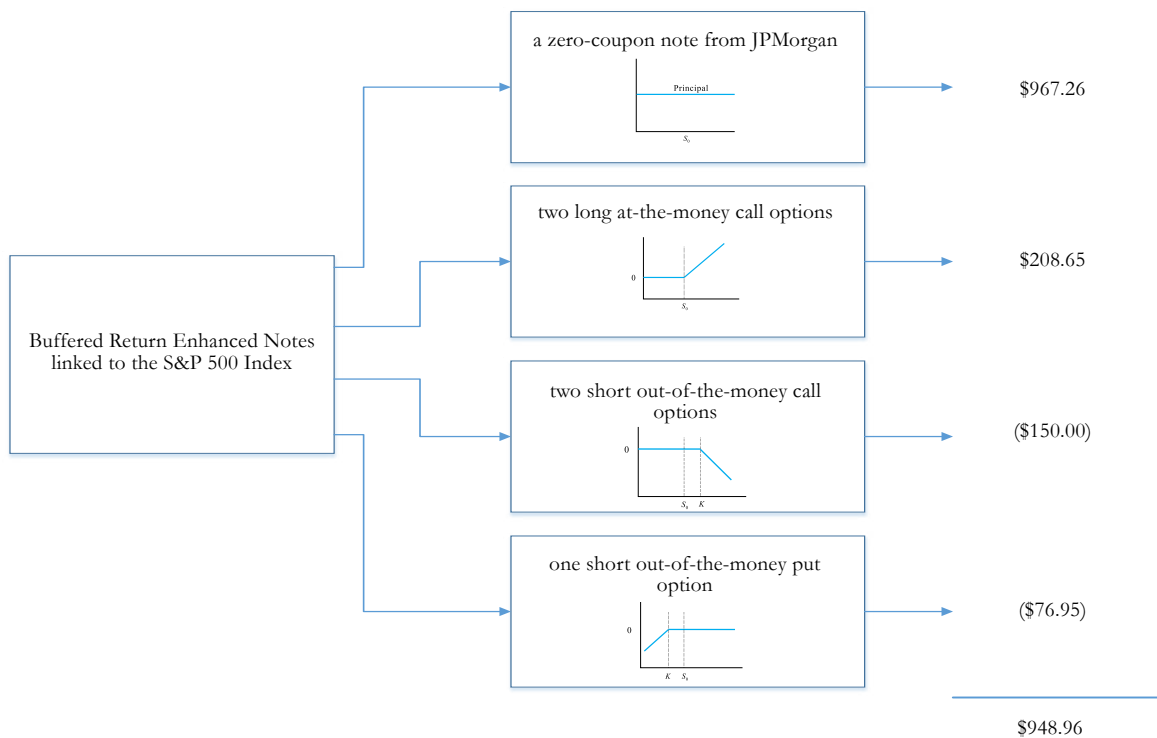 a zero-coupon note from JPMorgan
Principal
S₀
$967.26
two long at-the-money call options
0
S₀
$208.65
Buffered Return Enhanced Notes
linked to the S&P 500 Index
two short out-of-the-money call
options
0
S₀ K
($150.00)
one short out-of-the-money put
option
0
K S₀
($76.95)
$948.96